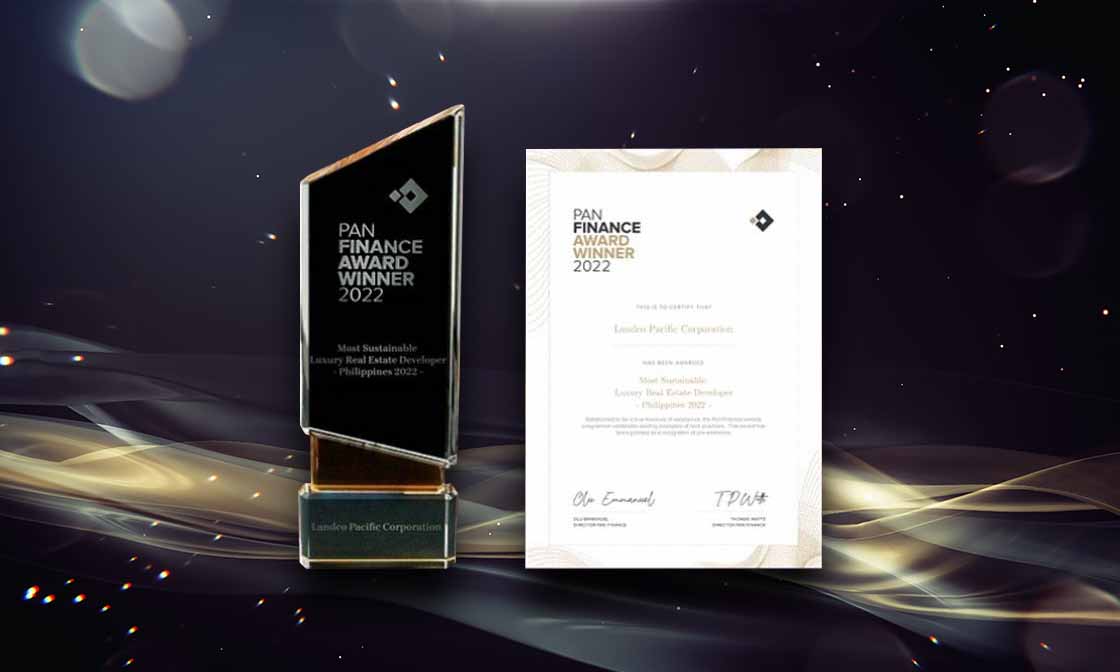 PAN
FINANCE
AWARD
WINNER
2022
Most Sustainable
Luxury Real Estate Developer
- Philippines 2022 -
Landco Pacific Corporation
PAN
FINANCE
AWARD
WINNER
2022
THIS IS TO CERTIFY THAT
Landco Pacific Corporation
HAS BEEN AWARDED
Most Sustainable
Luxury Real Estate Developer
- Philippines 2022 -
Olu Emmanuel
OLU EMMANUEL
DIRECTOR PAN FINANCE
T P Watts
THOMAS WATTS
DIRECTOR PAN FINANCE